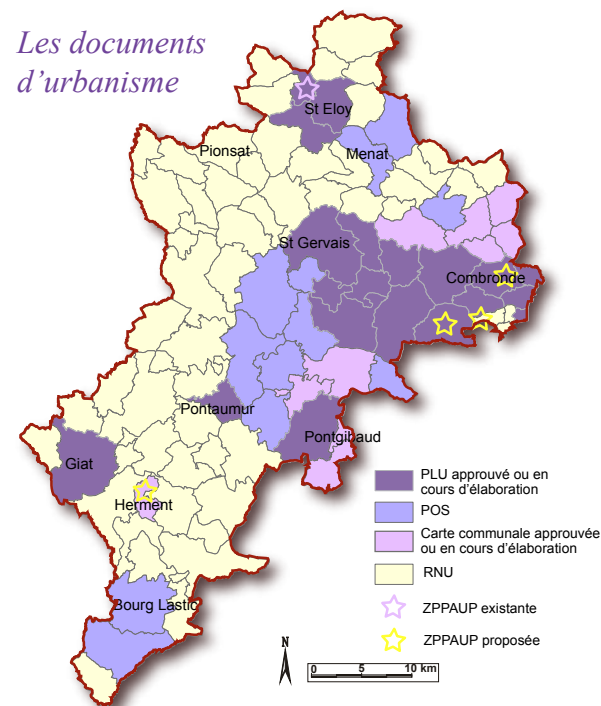 Les documents
d'urbanisme
St Eloy
Pionsat
Menat
St Gervais
Combronde
Pontaumur
Pontgibaud
Giat
Herment
Bourg Lastic
PLU approuvé ou en
cours d'élaboration
POS
Carte communale approuvée
ou en cours d'élaboration
RNU
ZPPAUP existante
ZPPAUP proposée
N
0 5 10 km